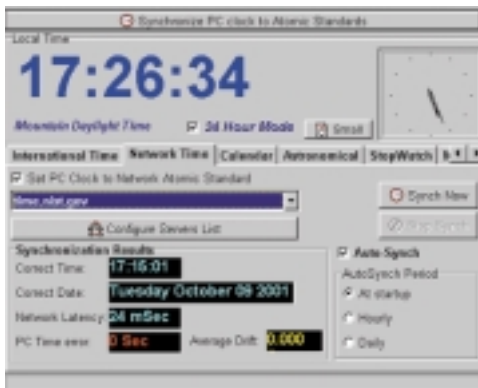 Synchronize PC clock to Atomic Standards
Local Time
17:26:34
Mountain Daylight Time
24 Hour Mode
Small
International Time Network Time Calendar Astronomical StopWatch
Set PC Clock to Network Atomic Standard
time.nist.gov
Synch Now
Configure Servers List
Stop Synch
Synchronization Results
Correct Time: 17:16:01
Correct Date: Tuesday October 09 2001
Network Latency: 24 mSec
PC Time error: 0 Sec
Average Drift: 0.000
Auto Synch
AutoSynch Period
At startup
Hourly
Daily